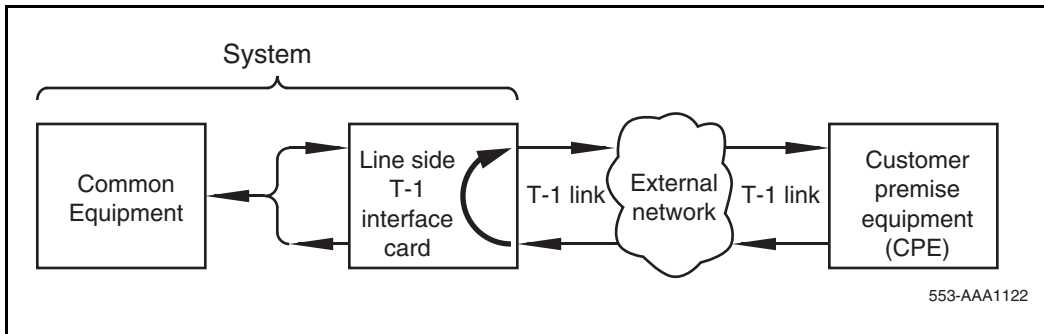 System
Common
Equipment
Line side
T-1
interface
card
T-1 link
External
network
T-1 link
Customer
premise
equipment
(CPE)
553-AAA1122